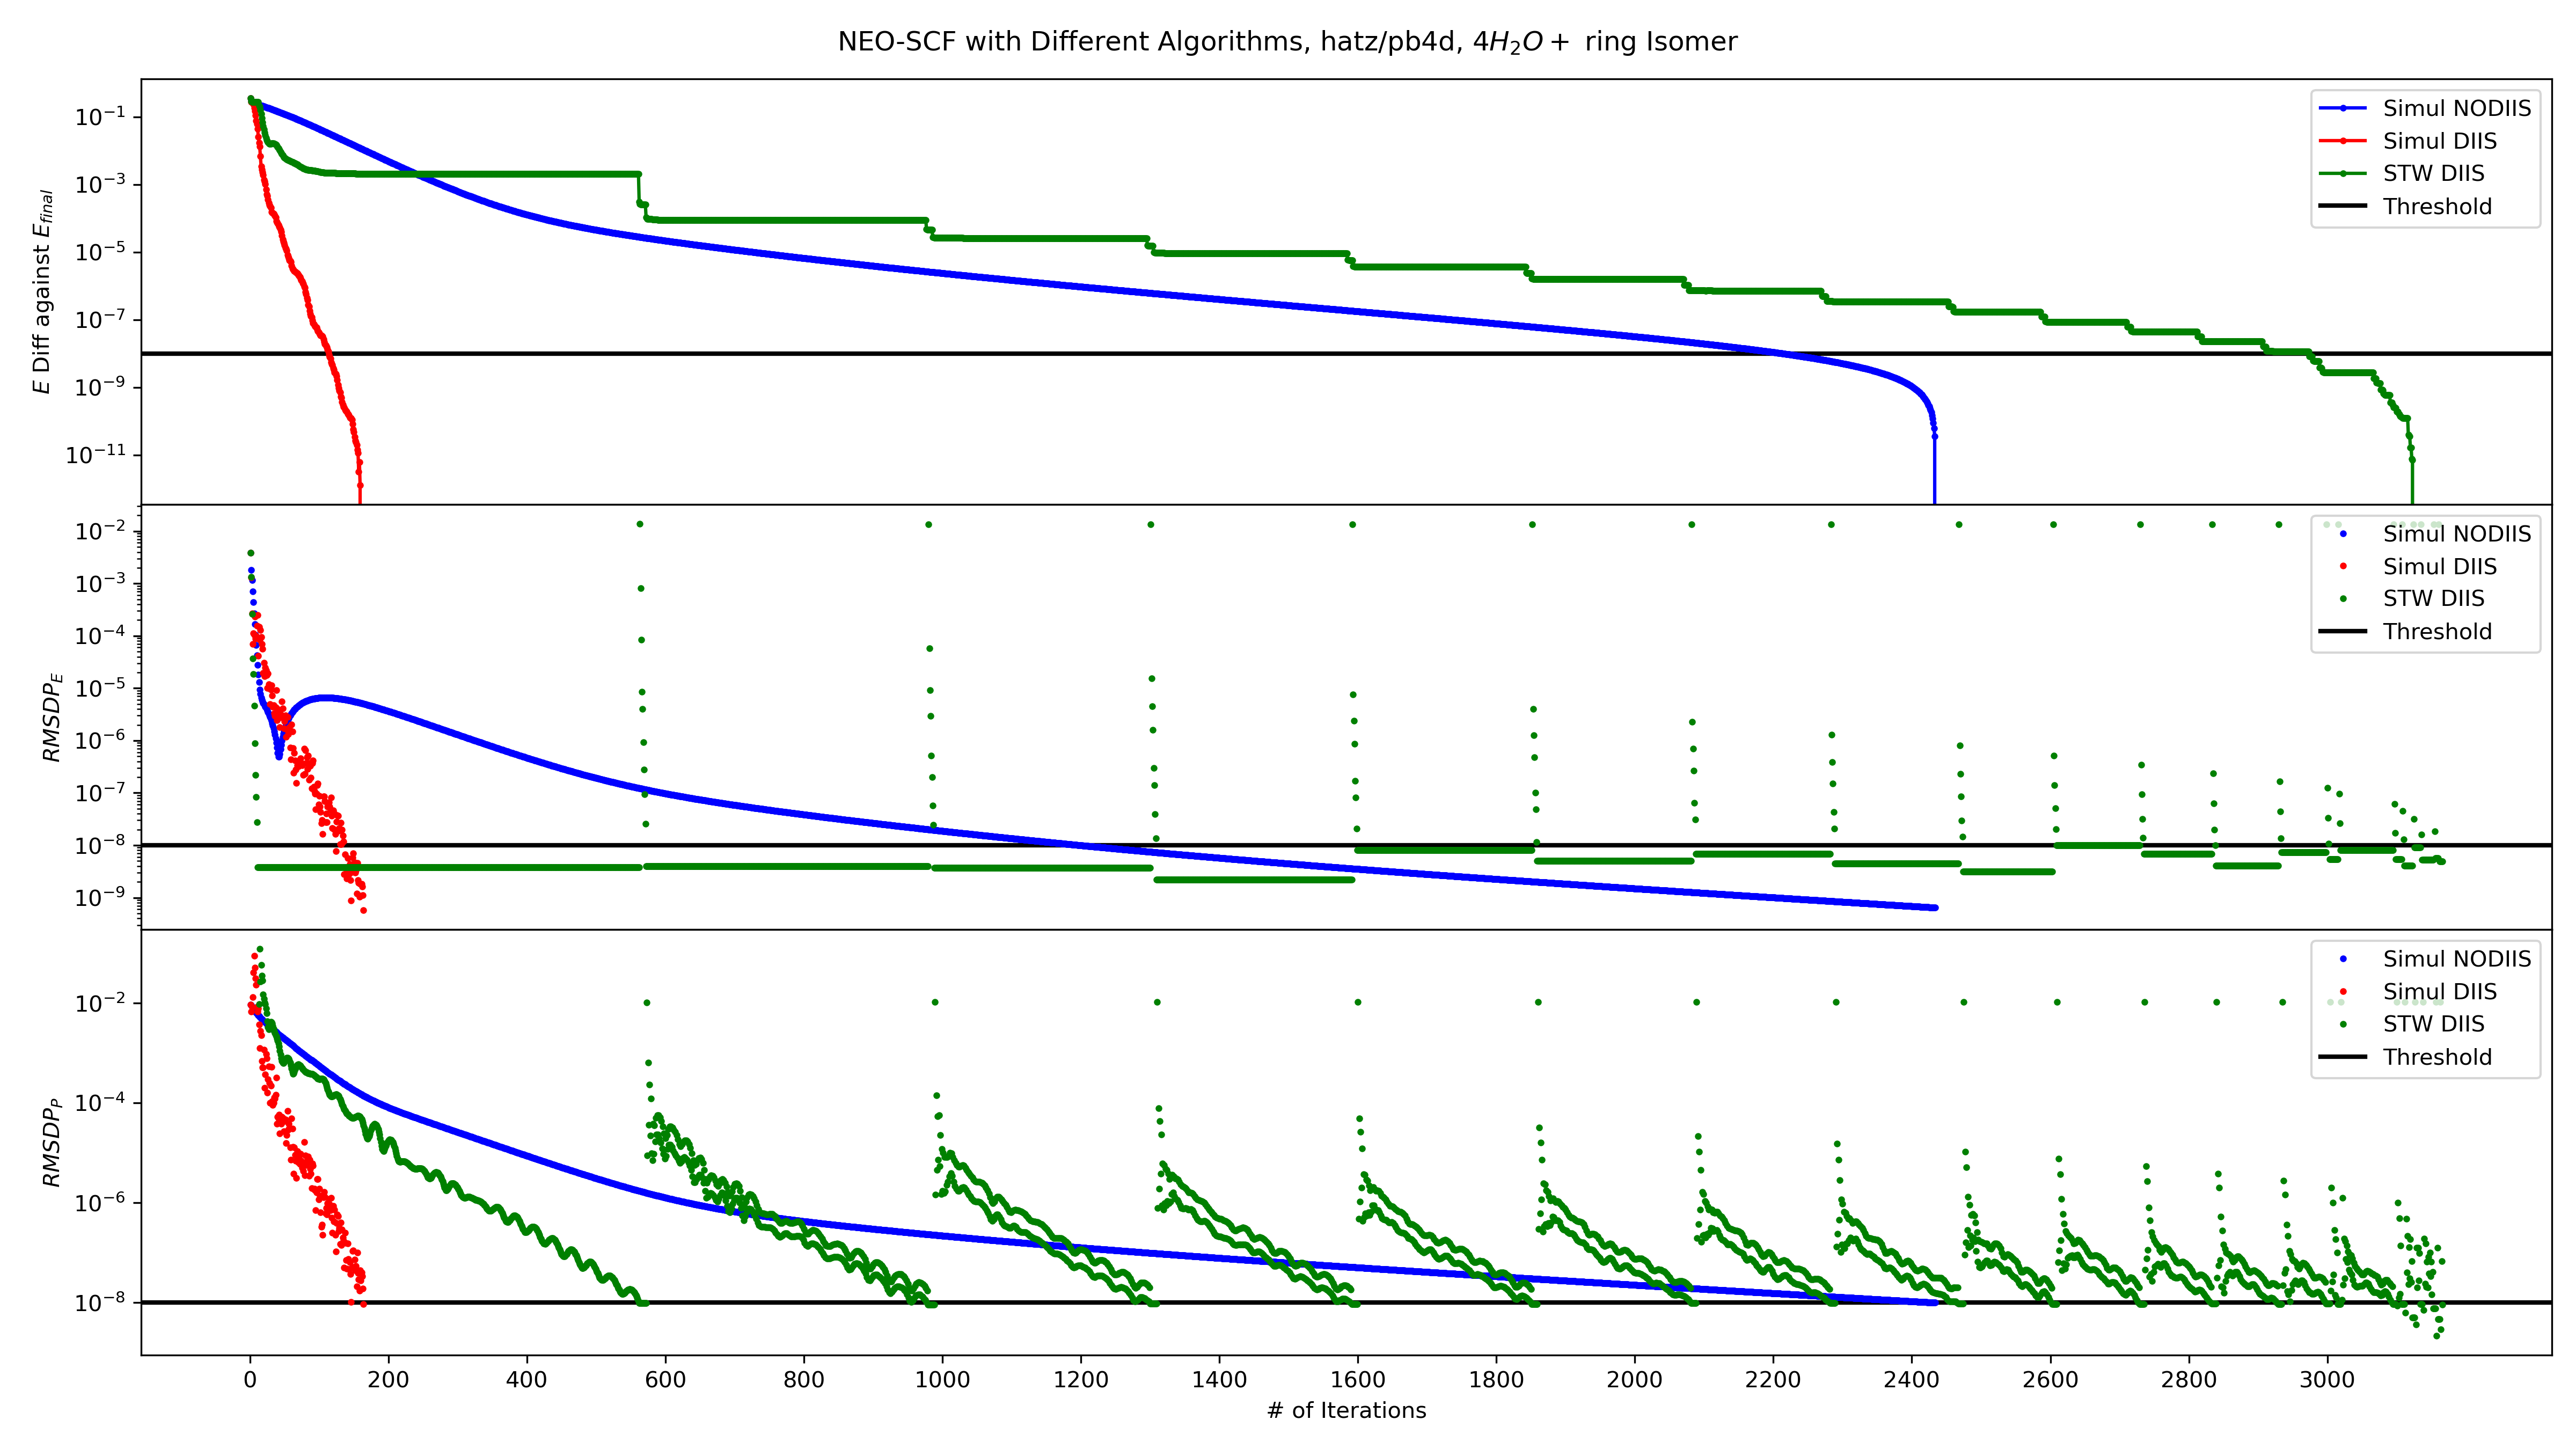 NEO-SCF with Different Algorithms, hatz/pb4d, 4H₂O+ ring Isomer
E Diff against E_final
10⁻¹
10⁻³
10⁻⁵
10⁻⁷
10⁻⁹
10⁻¹¹
Simul NODIIS
Simul DIIS
STW DIIS
Threshold
RMSDP_E
10⁻²
10⁻³
10⁻⁴
10⁻⁵
10⁻⁶
10⁻⁷
10⁻⁸
10⁻⁹
Simul NODIIS
Simul DIIS
STW DIIS
Threshold
RMSDP_P
10⁻²
10⁻⁴
10⁻⁶
10⁻⁸
Simul NODIIS
Simul DIIS
STW DIIS
Threshold
0 200 400 600 800 1000 1200 1400 1600 1800 2000 2200 2400 2600 2800 3000
# of Iterations